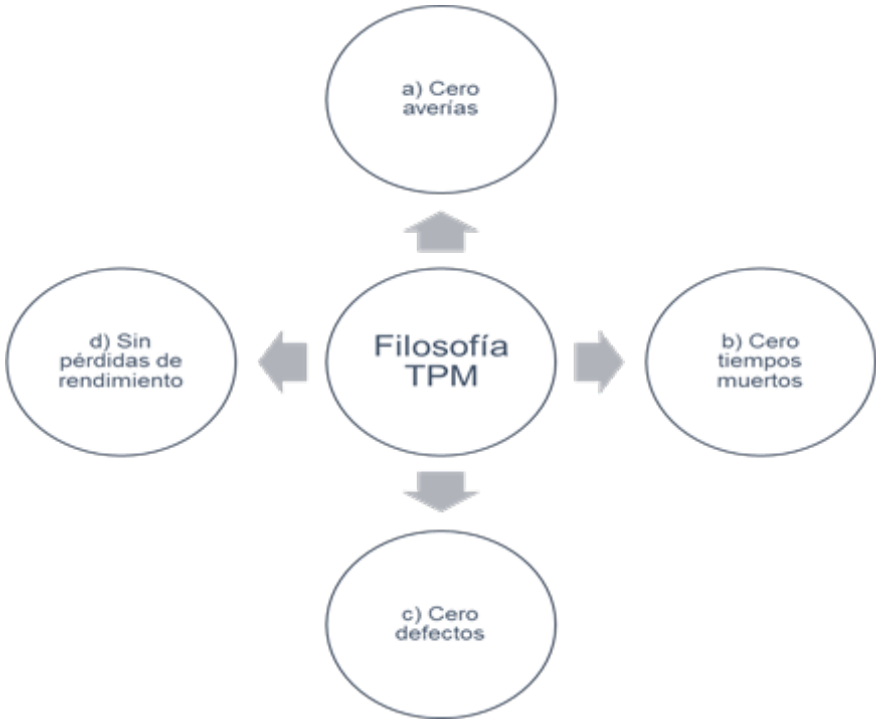 a) Cero
averías
d) Sin
pérdidas de
rendimiento
Filosofía
TPM
b) Cero
tiempos
muertos
c) Cero
defectos